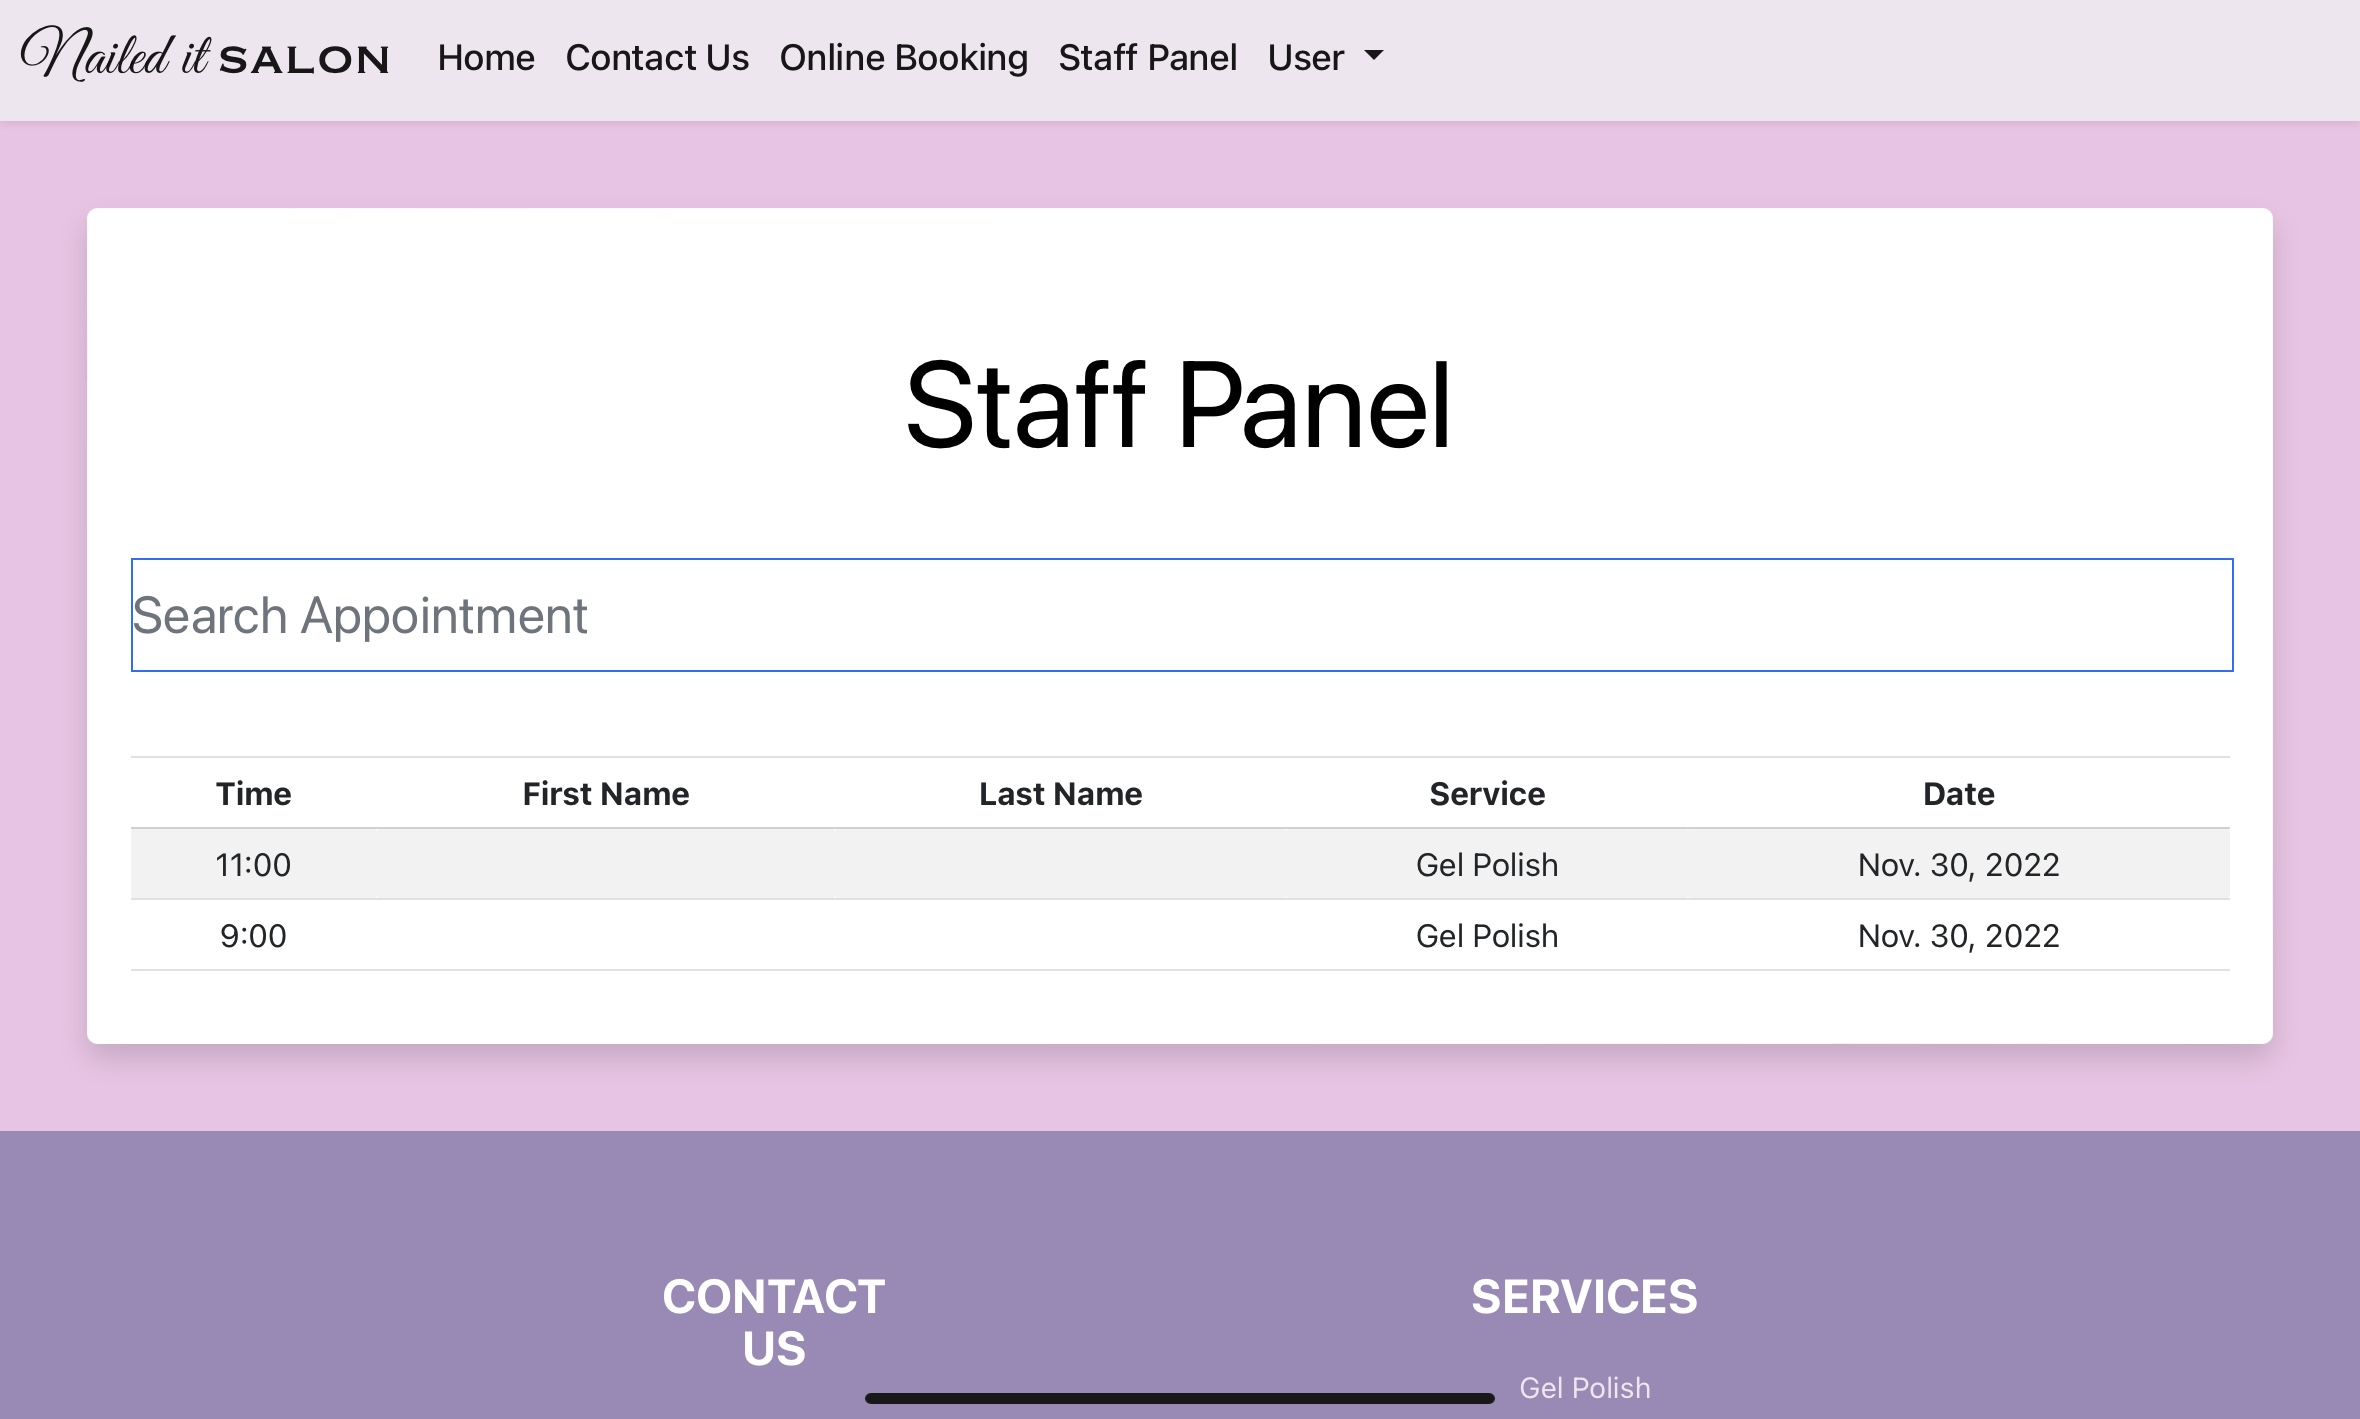 Nailed it SALON Home Contact Us Online Booking Staff Panel User
Staff Panel
Search Appointment
Time First Name Last Name Service Date
11:00 Gel Polish Nov. 30, 2022
9:00 Gel Polish Nov. 30, 2022
CONTACT US
SERVICES
Gel Polish